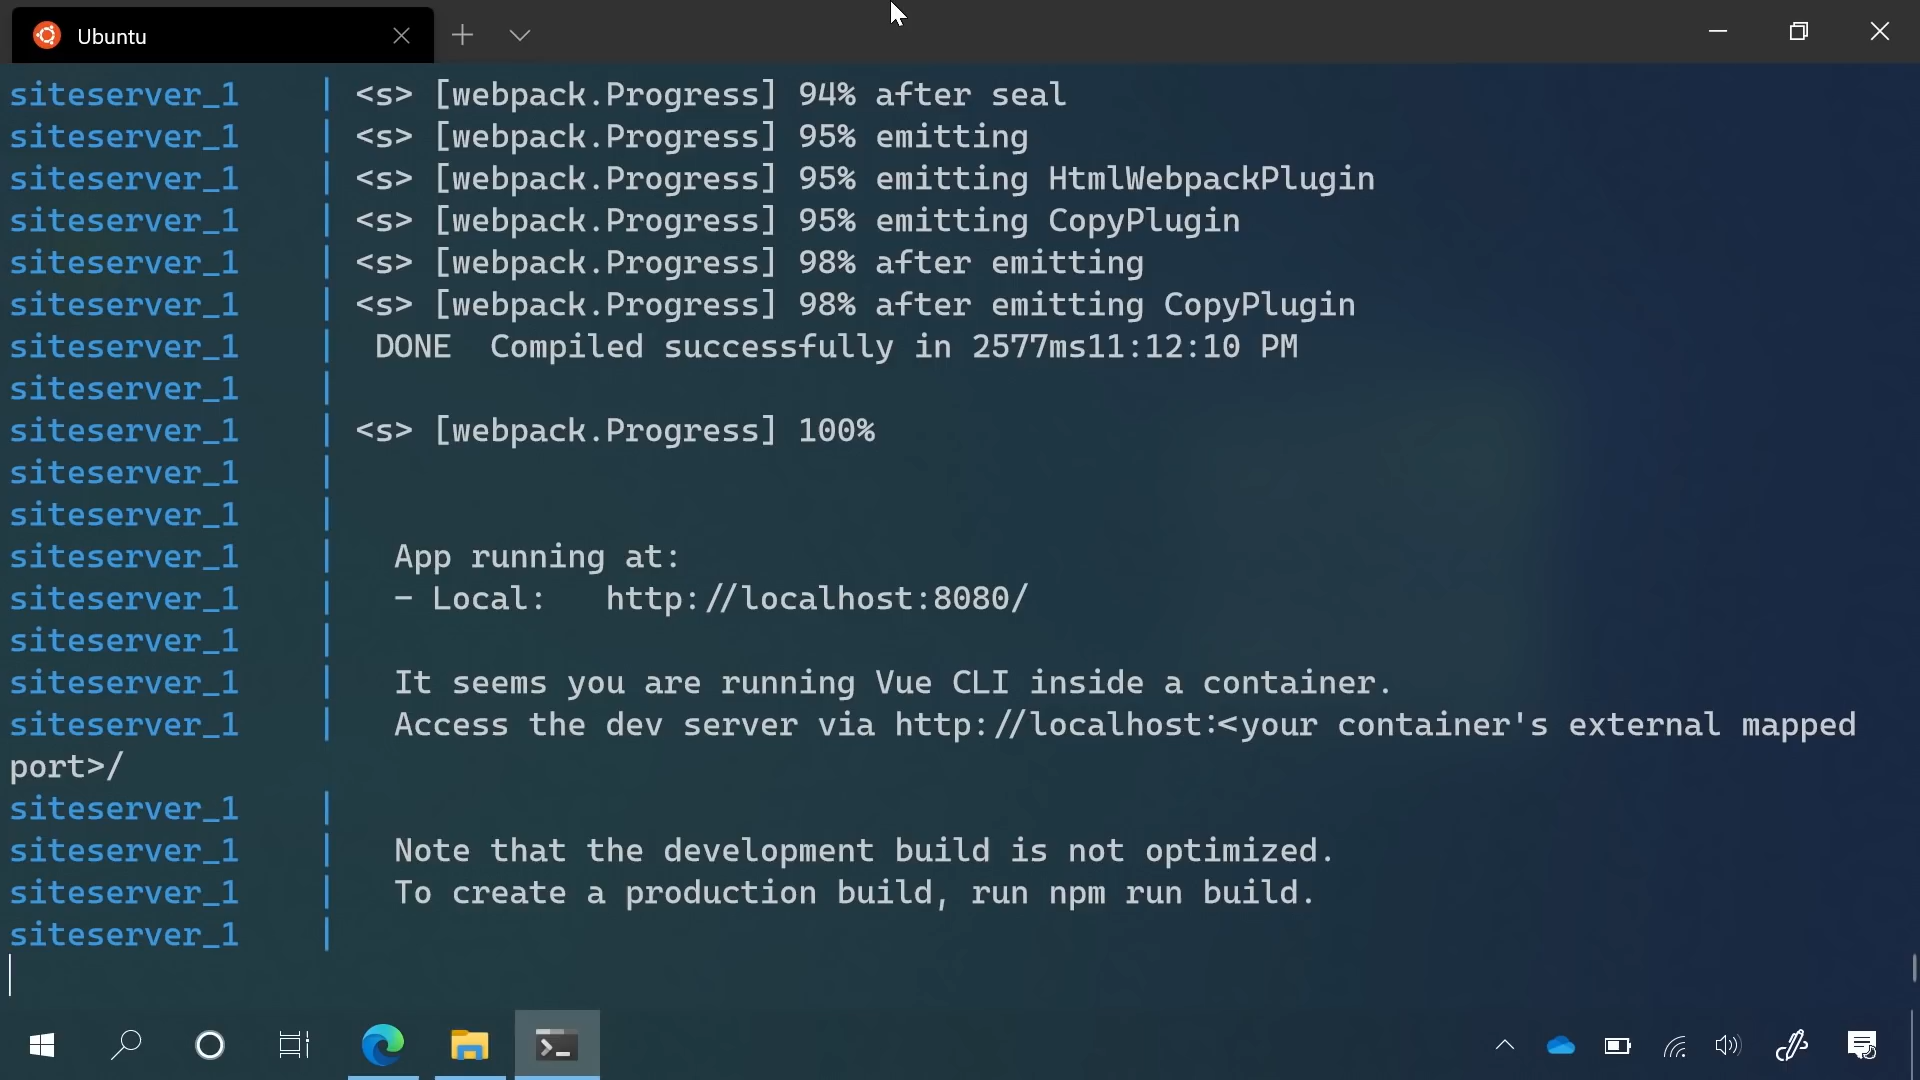 Ubuntu
siteserver_1 | <s> [webpack.Progress] 94% after seal
siteserver_1 | <s> [webpack.Progress] 95% emitting
siteserver_1 | <s> [webpack.Progress] 95% emitting HtmlWebpackPlugin
siteserver_1 | <s> [webpack.Progress] 95% emitting CopyPlugin
siteserver_1 | <s> [webpack.Progress] 98% after emitting
siteserver_1 | <s> [webpack.Progress] 98% after emitting CopyPlugin
siteserver_1 | DONE Compiled successfully in 2577ms11:12:10 PM
siteserver_1 |
siteserver_1 | <s> [webpack.Progress] 100%
siteserver_1 |
siteserver_1 |
siteserver_1 | App running at:
siteserver_1 | - Local: http://localhost:8080/
siteserver_1 |
siteserver_1 | It seems you are running Vue CLI inside a container.
siteserver_1 | Access the dev server via http://localhost:<your container's external mapped
port>/
siteserver_1 |
siteserver_1 | Note that the development build is not optimized.
siteserver_1 | To create a production build, run npm run build.
siteserver_1 |